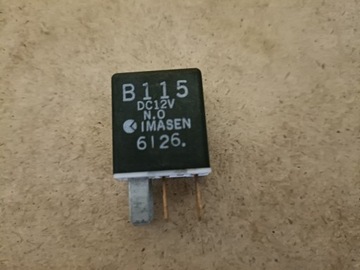 B115
DC12V
N.O
IMASEN
6126.